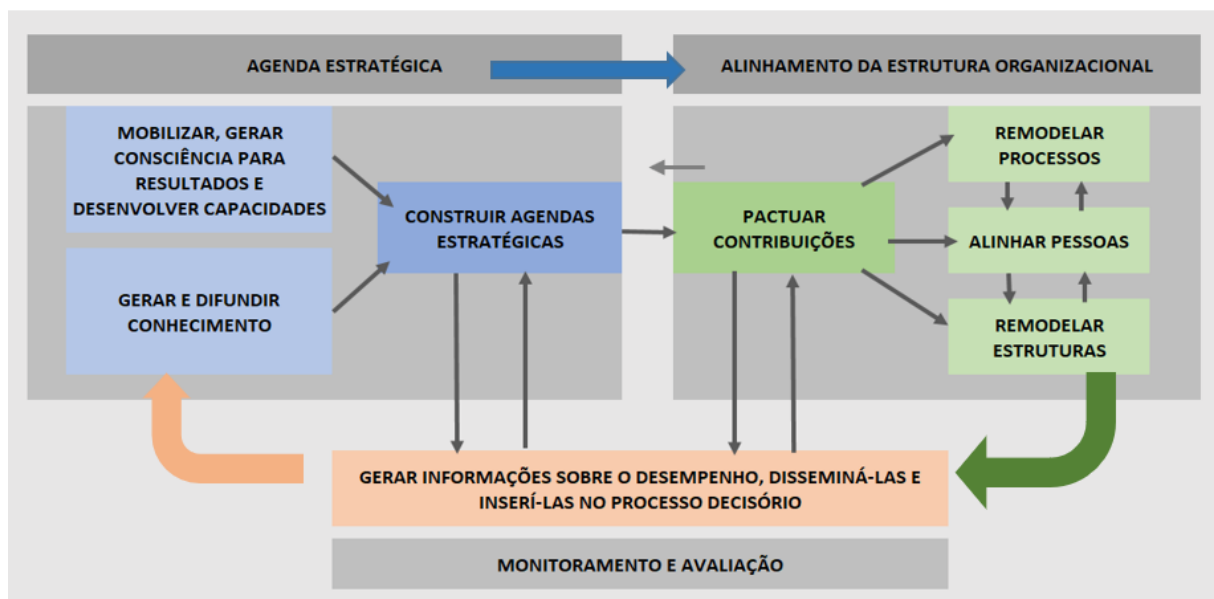 AGENDA ESTRATÉGICA
ALINHAMENTO DA ESTRUTURA ORGANIZACIONAL
MOBILIZAR, GERAR
CONSCIÊNCIA PARA
RESULTADOS E
DESENVOLVER CAPACIDADES
GERAR E DIFUNDIR
CONHECIMENTO
CONSTRUIR AGENDAS
ESTRATÉGICAS
PACTUAR
CONTRIBUIÇÕES
REMODELAR
PROCESSOS
ALINHAR PESSOAS
REMODELAR
ESTRUTURAS
GERAR INFORMAÇÕES SOBRE O DESEMPENHO, DISSEMINÁ-LAS E
INSERÍ-LAS NO PROCESSO DECISÓRIO
MONITORAMENTO E AVALIAÇÃO